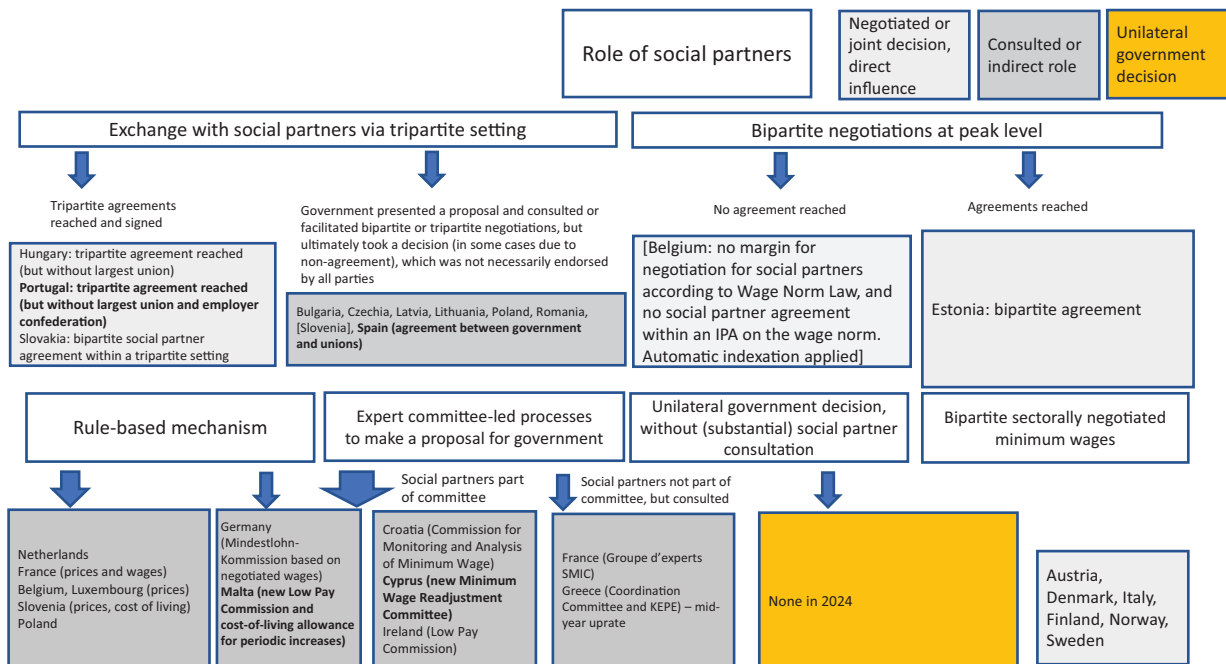 Role of social partners
Negotiated or
joint decision,
direct
influence
Consulted or
indirect role
Unilateral
government
decision
Exchange with social partners via tripartite setting
Bipartite negotiations at peak level
Tripartite agreements
reached and signed
Government presented a proposal and consulted or
facilitated bipartite or tripartite negotiations, but
ultimately took a decision (in some cases due to
non-agreement), which was not necessarily endorsed
by all parties
No agreement reached
Agreements reached
Hungary: tripartite agreement reached
(but without largest union)
Portugal: tripartite agreement reached
(but without largest union and employer
confederation)
Slovakia: bipartite social partner
agreement within a tripartite setting
Bulgaria, Czechia, Latvia, Lithuania, Poland, Romania,
[Slovenia], Spain (agreement between government
and unions)
[Belgium: no margin for
negotiation for social partners
according to Wage Norm Law, and
no social partner agreement
within an IPA on the wage norm.
Automatic indexation applied]
Estonia: bipartite agreement
Rule-based mechanism
Expert committee-led processes
to make a proposal for government
Unilateral government decision,
without (substantial) social partner
consultation
Bipartite sectorally negotiated
minimum wages
Social partners part
of committee
Social partners not part of
committee, but consulted
Netherlands
France (prices and wages)
Belgium, Luxembourg (prices)
Slovenia (prices, cost of living)
Poland
Germany
(Mindestlohn-
Kommission based on
negotiated wages)
Malta (new Low Pay
Commission and
cost-of-living allowance
for periodic increases)
Croatia (Commission for
Monitoring and Analysis
of Minimum Wage)
Cyprus (new Minimum
Wage Readjustment
Committee)
Ireland (Low Pay
Commission)
France (Groupe d'experts
SMIC)
Greece (Coordination
Committee and KEPE) – mid-
year uprate
None in 2024
Austria,
Denmark, Italy,
Finland, Norway,
Sweden